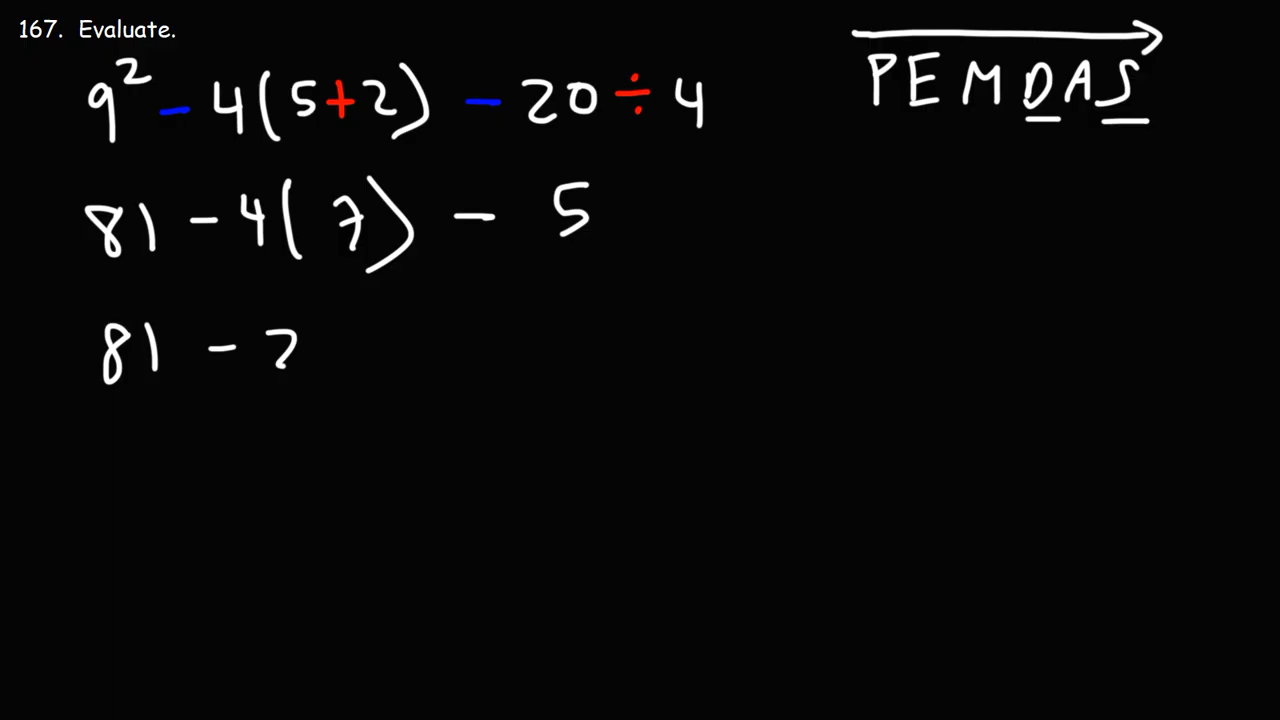 167. Evaluate.
PEMDAS
9² - 4(5+2) - 20 ÷ 4
81 - 4(7) - 5
81 - 2